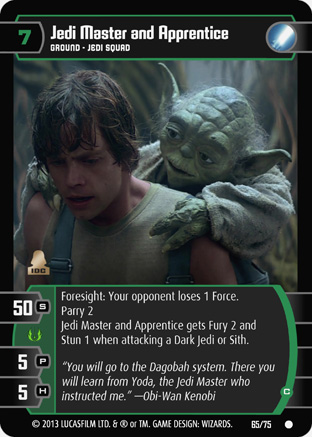 7
Jedi Master and Apprentice
GROUND - JEDI SQUAD
IDC
50 S
5 P
5 H
Foresight: Your opponent loses 1 Force.
Parry 2
Jedi Master and Apprentice gets Fury 2 and
Stun 1 when attacking a Dark Jedi or Sith.
“You will go to the Dagobah system. There you
will learn from Yoda, the Jedi Master who
instructed me.” —Obi-Wan Kenobi
C
© 2013 LUCASFILM LTD. & ® or TM. GAME DESIGN: WIZARDS.
65/75